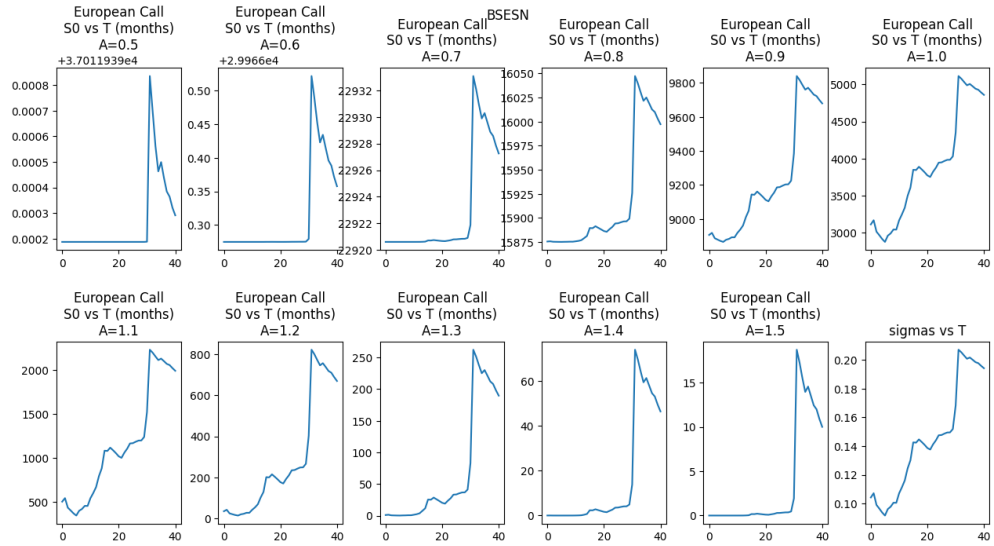 BSESN
European Call
S0 vs T (months)
A=0.5
+3.7011939e4
0.0008
0.0007
0.0006
0.0005
0.0004
0.0003
0.0002
0
20
40
European Call
S0 vs T (months)
A=0.6
+2.9966e4
0.50
0.45
0.40
0.35
0.30
0
20
40
European Call
S0 vs T (months)
A=0.7
22932
22930
22928
22926
22924
22922
22920
0
20
40
European Call
S0 vs T (months)
A=0.8
16050
16025
16000
15975
15950
15925
15900
15875
0
20
40
European Call
S0 vs T (months)
A=0.9
9800
9600
9400
9200
9000
0
20
40
European Call
S0 vs T (months)
A=1.0
5000
4500
4000
3500
3000
0
20
40
European Call
S0 vs T (months)
A=1.1
2000
1500
1000
500
0
20
40
European Call
S0 vs T (months)
A=1.2
800
600
400
200
0
0
20
40
European Call
S0 vs T (months)
A=1.3
250
200
150
100
50
0
0
20
40
European Call
S0 vs T (months)
A=1.4
60
40
20
0
0
20
40
European Call
S0 vs T (months)
A=1.5
15
10
5
0
0
20
40
sigmas vs T
0.20
0.18
0.16
0.14
0.12
0.10
0
20
40